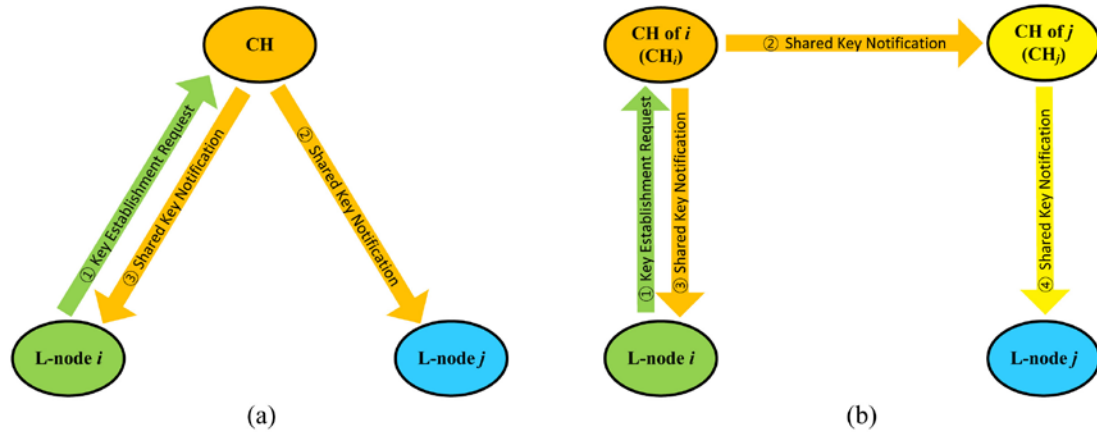 CH
① Key Establishment Request
③ Shared Key Notification
② Shared Key Notification
L-node i
L-node j
(a)
CH of i
(CHᵢ)
② Shared Key Notification
CH of j
(CHⱼ)
① Key Establishment Request
③ Shared Key Notification
④ Shared Key Notification
L-node i
L-node j
(b)